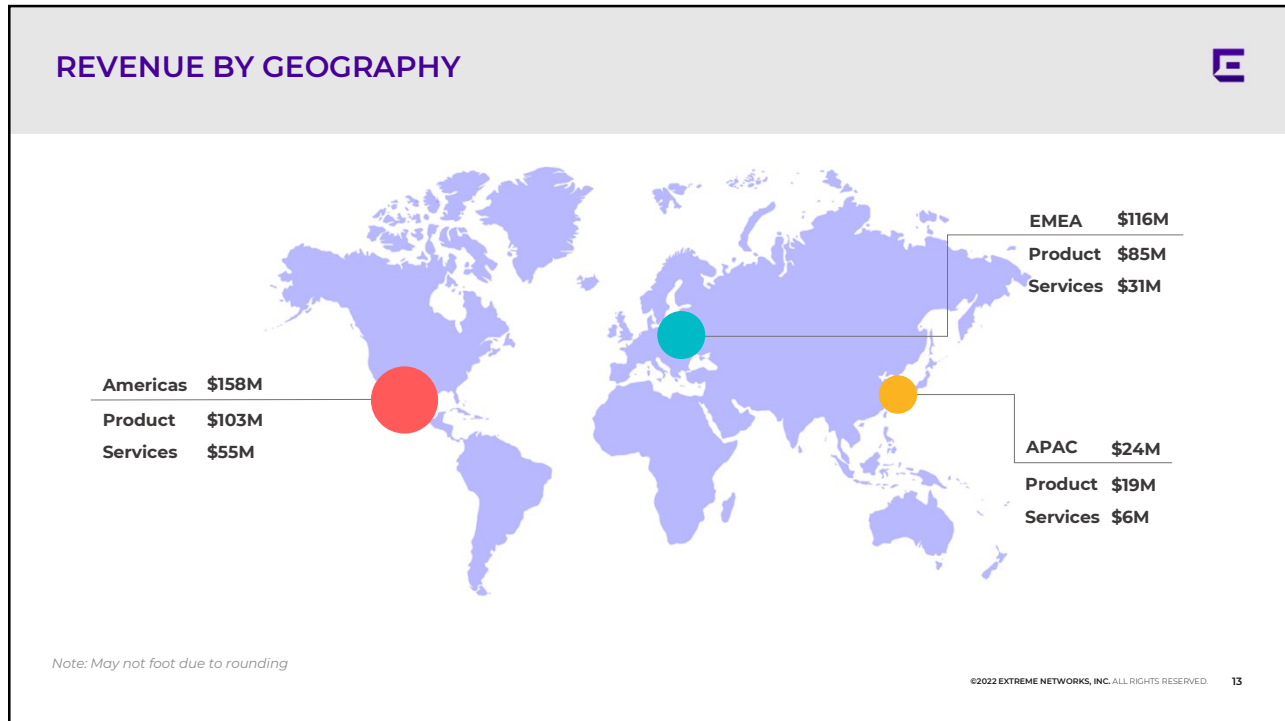 REVENUE BY GEOGRAPHY
EMEA $116M
Product $85M
Services $31M
Americas $158M
Product $103M
Services $55M
APAC $24M
Product $19M
Services $6M
Note: May not foot due to rounding
©2022 EXTREME NETWORKS, INC. ALL RIGHTS RESERVED. 13